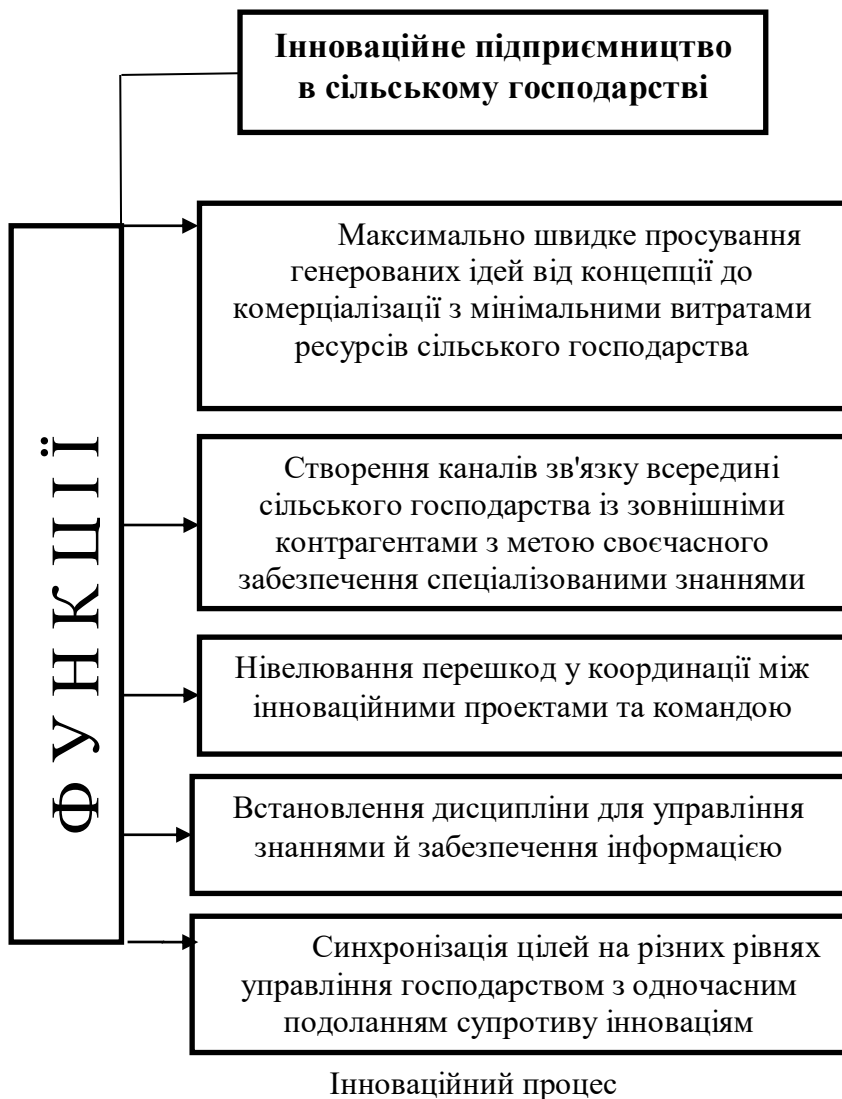 Інноваційне підприємництво
в сільському господарстві
ФУНКЦІЇ
Максимально швидке просування
генерованих ідей від концепції до
комерціалізації з мінімальними витратами
ресурсів сільського господарства
Створення каналів зв'язку всередині
сільського господарства із зовнішніми
контрагентами з метою своєчасного
забезпечення спеціалізованими знаннями
Нівелювання перешкод у координації між
інноваційними проектами та командою
Встановлення дисципліни для управління
знаннями й забезпечення інформацією
Синхронізація цілей на різних рівнях
управління господарством з одночасним
подоланням супротиву інноваціям
Інноваційний процес